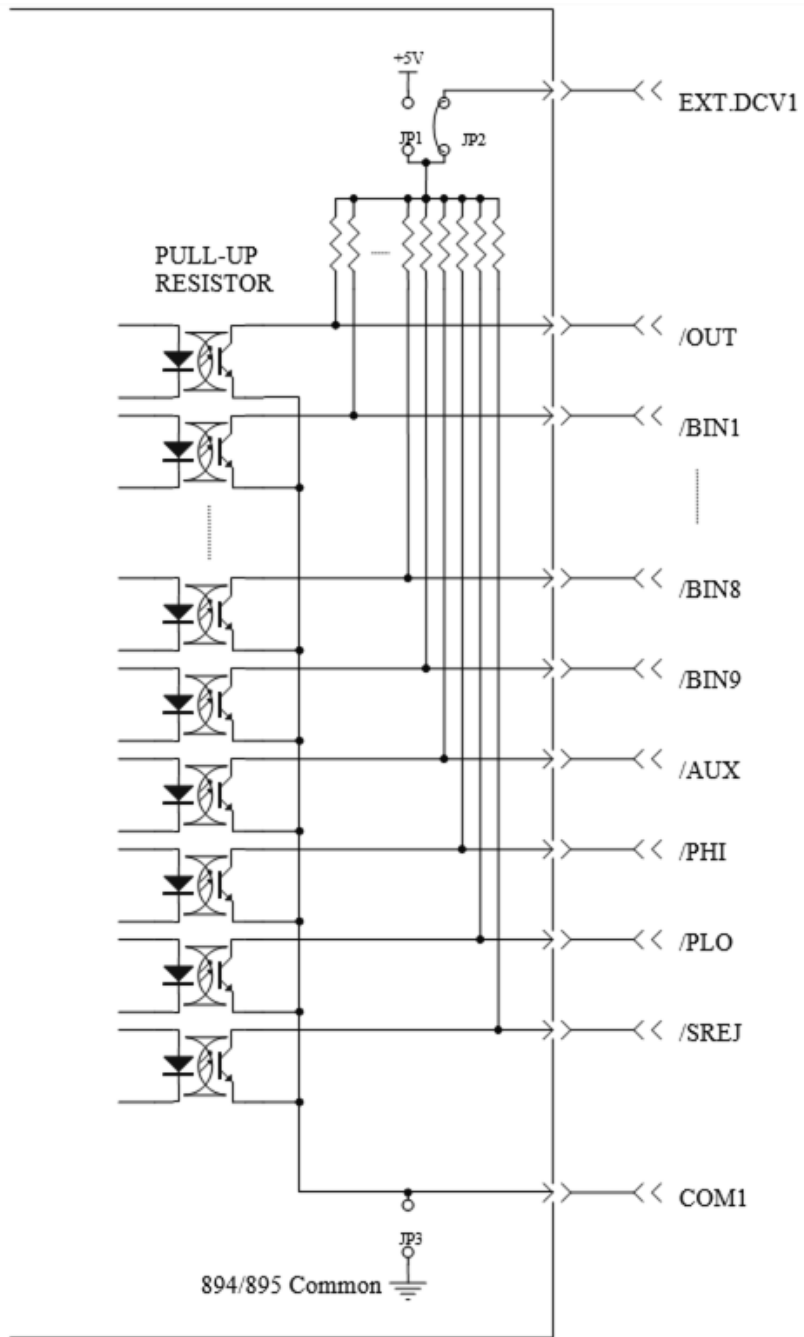 +5V
EXT.DCV1
JP1
JP2
PULL-UP
RESISTOR
/OUT
/BIN1
/BIN8
/BIN9
/AUX
/PHI
/PLO
/SREJ
COM1
JP3
894/895 Common